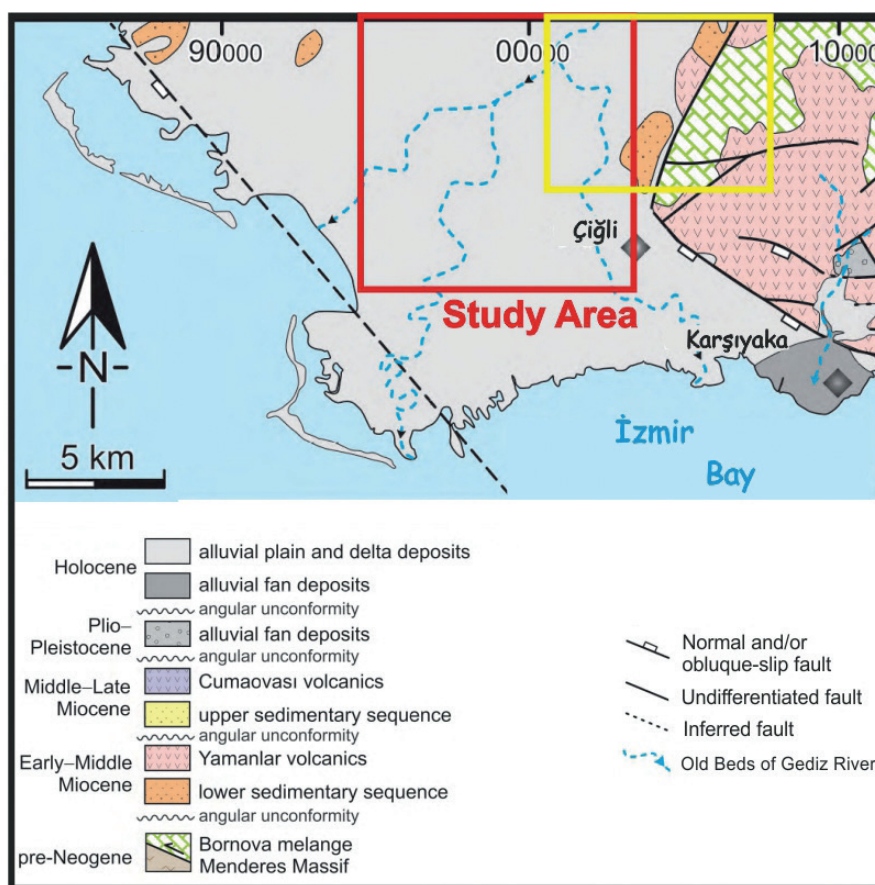 90000
00000
10000
Çiğli
Study Area
Karşıyaka
N
5 km
İzmir
Bay
Holocene
alluvial plain and delta deposits
alluvial fan deposits
angular unconformity
Plio–
Pleistocene
alluvial fan deposits
angular unconformity
Middle–Late
Miocene
Cumaovası volcanics
upper sedimentary sequence
angular unconformity
Early–Middle
Miocene
Yamanlar volcanics
lower sedimentary sequence
angular unconformity
pre-Neogene
Bornova melange
Menderes Massif
Normal and/or
obluque-slip fault
Undifferentiated fault
Inferred fault
Old Beds of Gediz River